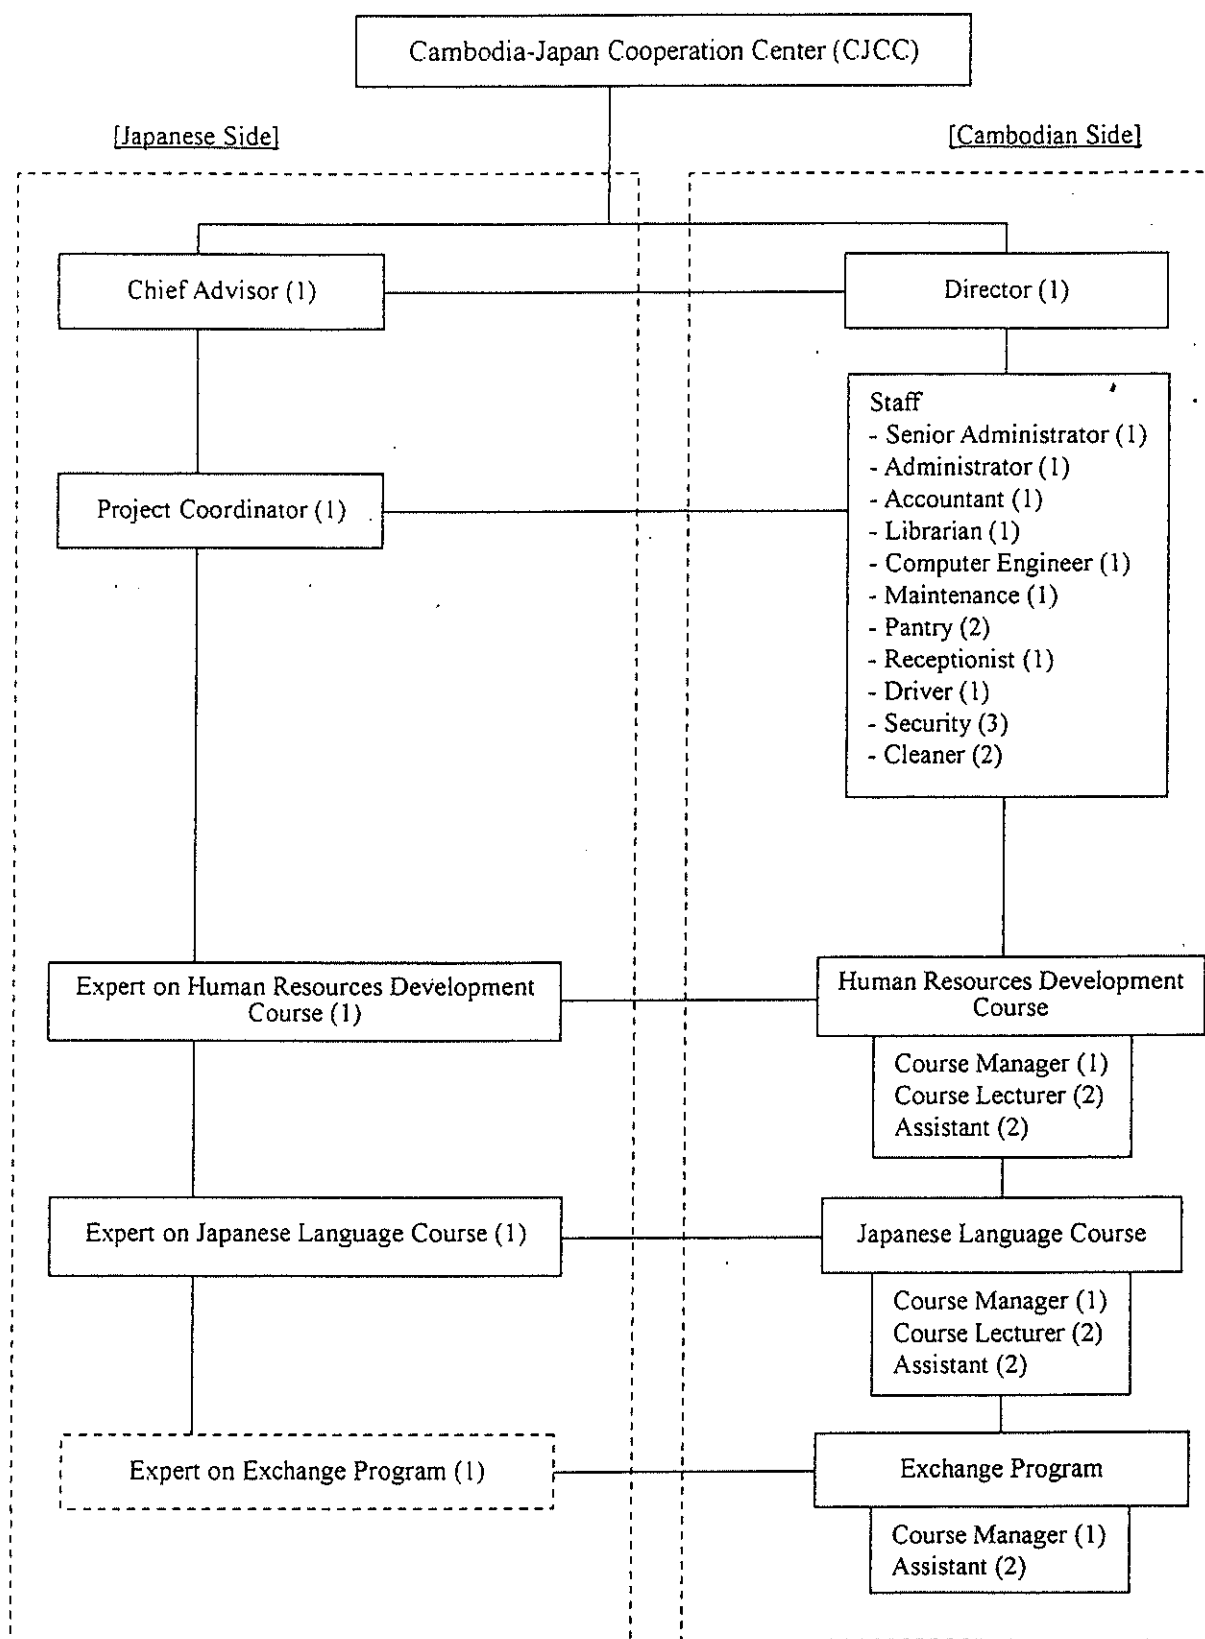 Cambodia-Japan Cooperation Center (CJCC)
[Japanese Side]
[Cambodian Side]
Chief Advisor (1)
Director (1)
Staff
- Senior Administrator (1)
- Administrator (1)
- Accountant (1)
- Librarian (1)
- Computer Engineer (1)
- Maintenance (1)
- Pantry (2)
- Receptionist (1)
- Driver (1)
- Security (3)
- Cleaner (2)
Project Coordinator (1)
Expert on Human Resources Development
Course (1)
Human Resources Development
Course
Course Manager (1)
Course Lecturer (2)
Assistant (2)
Expert on Japanese Language Course (1)
Japanese Language Course
Course Manager (1)
Course Lecturer (2)
Assistant (2)
Expert on Exchange Program (1)
Exchange Program
Course Manager (1)
Assistant (2)